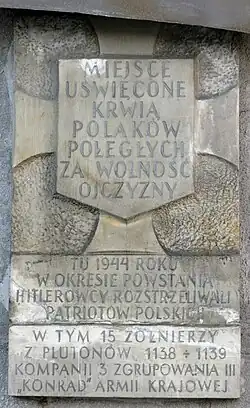 MIEJSCE
UŚWIĘCONE
KRWIĄ
POLAKÓW
POLEGŁYCH
ZA WOLNOŚĆ
OJCZYZNY
TU 1944 ROKU
W OKRESIE POWSTANIA
HITLEROWCY ROZSTRZELIWALI
PATRIOTÓW POLSKICH
W TYM 15 ŻOŁNIERZY
Z PLUTONÓW 1138 ÷ 1139
KOMPANII 3 ZGRUPOWANIA III
„KONRAD" ARMII KRAJOWEJ